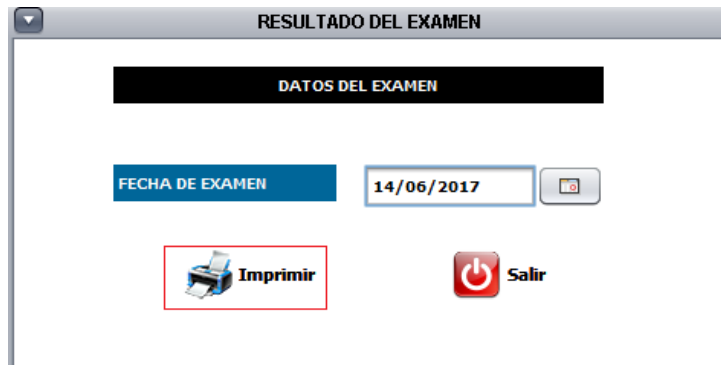 RESULTADO DEL EXAMEN
DATOS DEL EXAMEN
FECHA DE EXAMEN 14/06/2017
Imprimir Salir